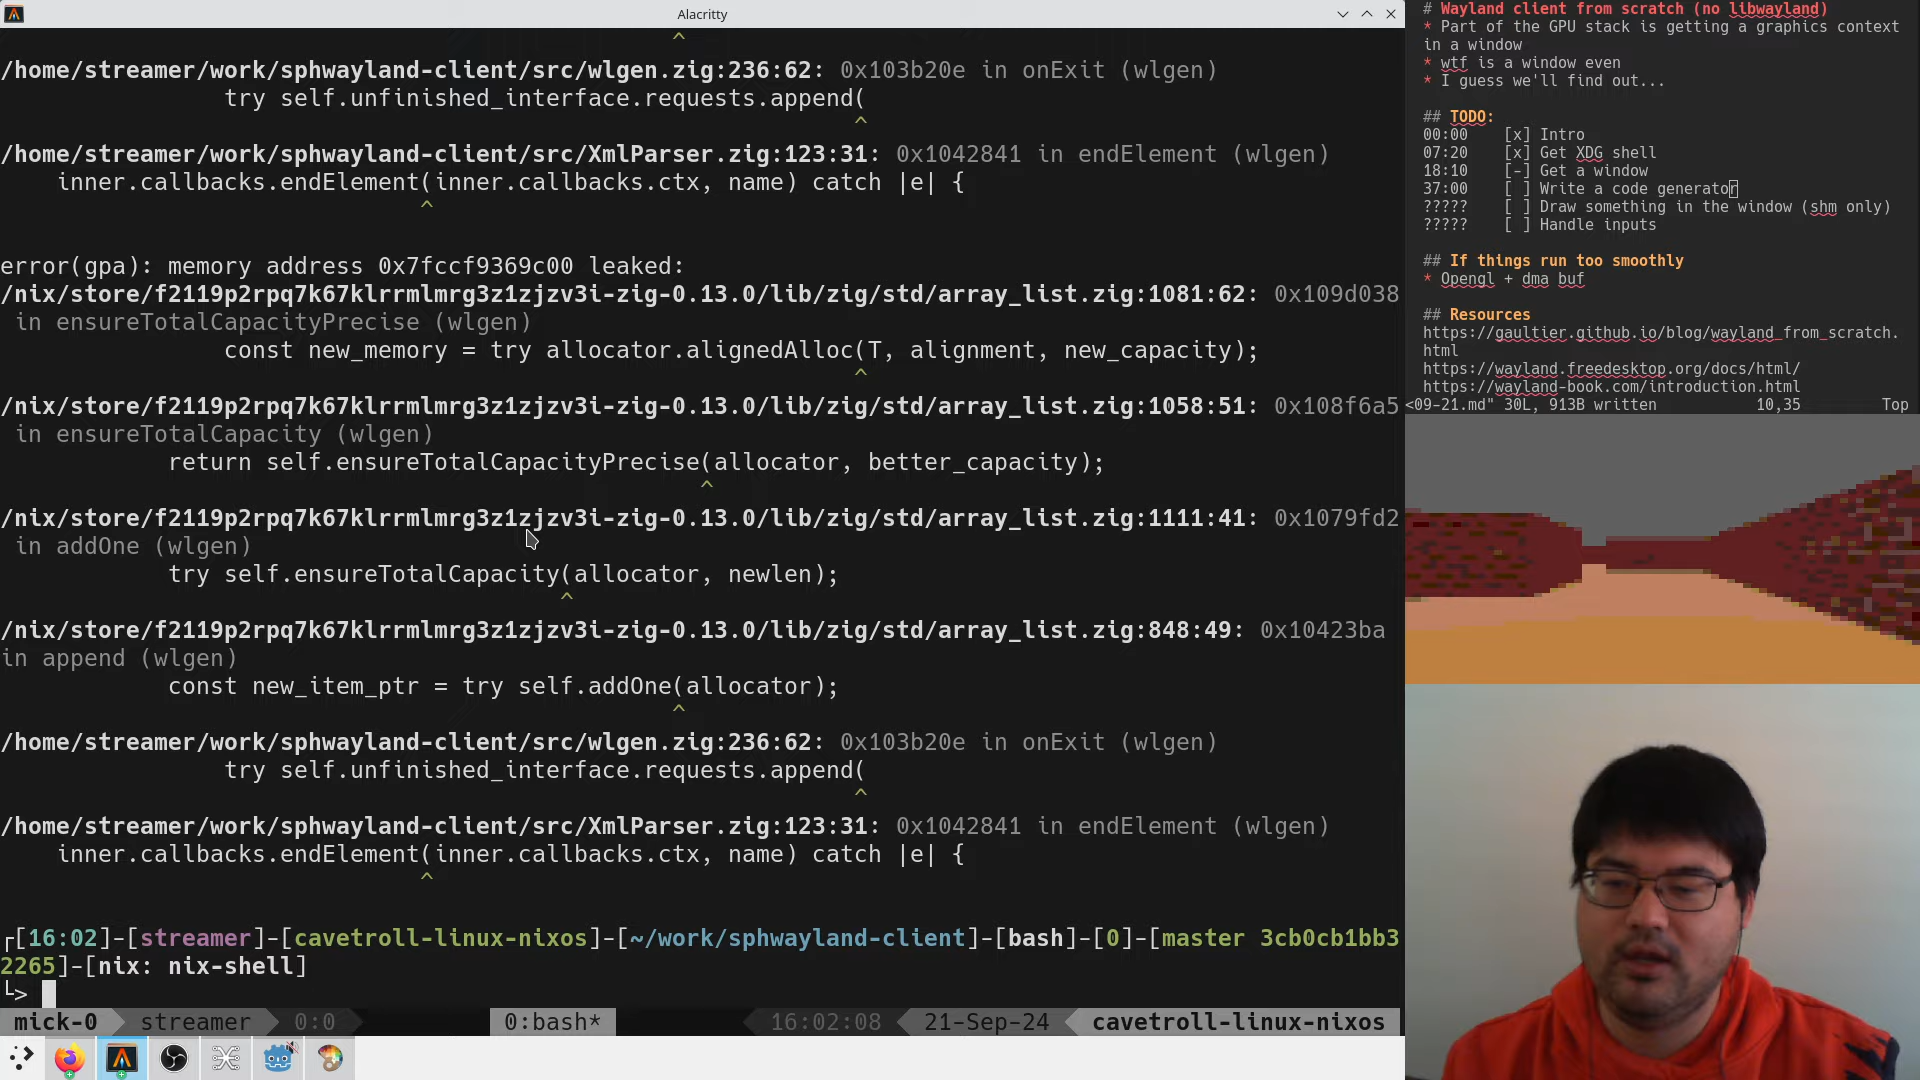 Alacritty
^
/home/streamer/work/sphwayland-client/src/wlgen.zig:236:62: 0x103b20e in onExit (wlgen)
try self.unfinished_interface.requests.append(
^
/home/streamer/work/sphwayland-client/src/XmlParser.zig:123:31: 0x1042841 in endElement (wlgen)
inner.callbacks.endElement(inner.callbacks.ctx, name) catch |e| {
^
error(gpa): memory address 0x7fccf9369c00 leaked:
/nix/store/f2119p2rpq7k67klrrmlmrg3z1zjzv3i-zig-0.13.0/lib/zig/std/array_list.zig:1081:62: 0x109d038
in ensureTotalCapacityPrecise (wlgen)
const new_memory = try allocator.alignedAlloc(T, alignment, new_capacity);
^
/nix/store/f2119p2rpq7k67klrrmlmrg3z1zjzv3i-zig-0.13.0/lib/zig/std/array_list.zig:1058:51: 0x108f6a5
in ensureTotalCapacity (wlgen)
return self.ensureTotalCapacityPrecise(allocator, better_capacity);
^
/nix/store/f2119p2rpq7k67klrrmlmrg3z1zjzv3i-zig-0.13.0/lib/zig/std/array_list.zig:1111:41: 0x1079fd2
in addOne (wlgen)
try self.ensureTotalCapacity(allocator, newlen);
^
/nix/store/f2119p2rpq7k67klrrmlmrg3z1zjzv3i-zig-0.13.0/lib/zig/std/array_list.zig:848:49: 0x10423ba
in append (wlgen)
const new_item_ptr = try self.addOne(allocator);
^
/home/streamer/work/sphwayland-client/src/wlgen.zig:236:62: 0x103b20e in onExit (wlgen)
try self.unfinished_interface.requests.append(
^
/home/streamer/work/sphwayland-client/src/XmlParser.zig:123:31: 0x1042841 in endElement (wlgen)
inner.callbacks.endElement(inner.callbacks.ctx, name) catch |e| {
^
┌[16:02]-[streamer]-[cavetroll-linux-nixos]-[~/work/sphwayland-client]-[bash]-[0]-[master 3cb0cb1bb3
2265]-[nix: nix-shell]
└>
mick-0 streamer 0:0 0:bash* 16:02:08 21-Sep-24 cavetroll-linux-nixos
# Wayland client from scratch (no libwayland)
* Part of the GPU stack is getting a graphics context
in a window
* wtf is a window even
* I guess we'll find out...
## TODO:
00:00 [x] Intro
07:20 [x] Get XDG shell
18:10 [-] Get a window
37:00 [ ] Write a code generator
????? [ ] Draw something in the window (shm only)
????? [ ] Handle inputs
## If things run too smoothly
* Opengl + dma buf
## Resources
https://gaultier.github.io/blog/wayland_from_scratch.
html
https://wayland.freedesktop.org/docs/html/
https://wayland-book.com/introduction.html
<09-21.md" 30L, 913B written 10,35 Top